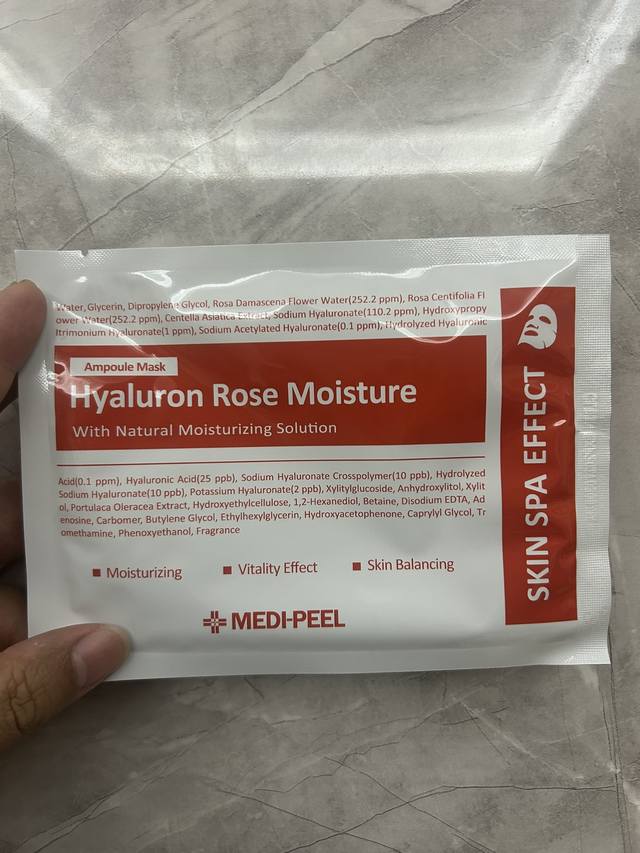 Water, Glycerin, Dipropylene Glycol, Rosa Damascena Flower Water(252.2 ppm), Rosa Centifolia Fl
ower Water(252.2 ppm), Centella Asiatica Extract, Sodium Hyaluronate(110.2 ppm), Hydroxypropy
ltrimonium Hyaluronate(1 ppm), Sodium Acetylated Hyaluronate(0.1 ppm), Hydrolyzed Hyaluronic
Ampoule Mask
Hyaluron Rose Moisture
With Natural Moisturizing Solution
Acid(0.1 ppm), Hyaluronic Acid(25 ppb), Sodium Hyaluronate Crosspolymer(10 ppb), Hydrolyzed
Sodium Hyaluronate(10 ppb), Potassium Hyaluronate(2 ppb), Xylitylglucoside, Anhydroxylitol, Xylit
ol, Portulaca Oleracea Extract, Hydroxyethylcellulose, 1,2-Hexanediol, Betaine, Disodium EDTA, Ad
enosine, Carbomer, Butylene Glycol, Ethylhexylglycerin, Hydroxyacetophenone, Caprylyl Glycol, Tr
omethamine, Phenoxyethanol, Fragrance
■ Moisturizing ■ Vitality Effect ■ Skin Balancing
MEDI-PEEL
SKIN SPA EFFECT